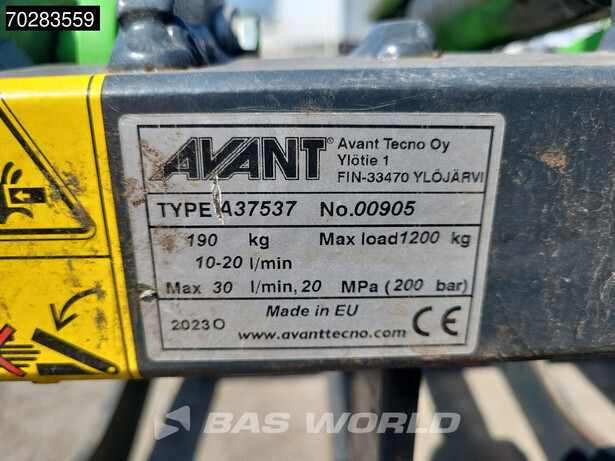 70283559
AVANT
Avant Tecno Oy
Ylötie 1
FIN-33470 YLÖJÄRVI
TYPE A37537 No.00905
190 kg Max load 1200 kg
10-20 l/min
Max 30 l/min, 20 MPa (200 bar)
Made in EU
2023O www.avanttecno.com CE
BAS WORLD